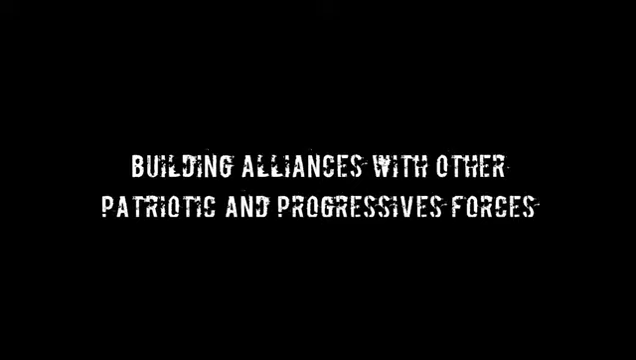 BUILDING ALLIANCES WITH OTHER
PATRIOTIC AND PROGRESSIVES FORCES